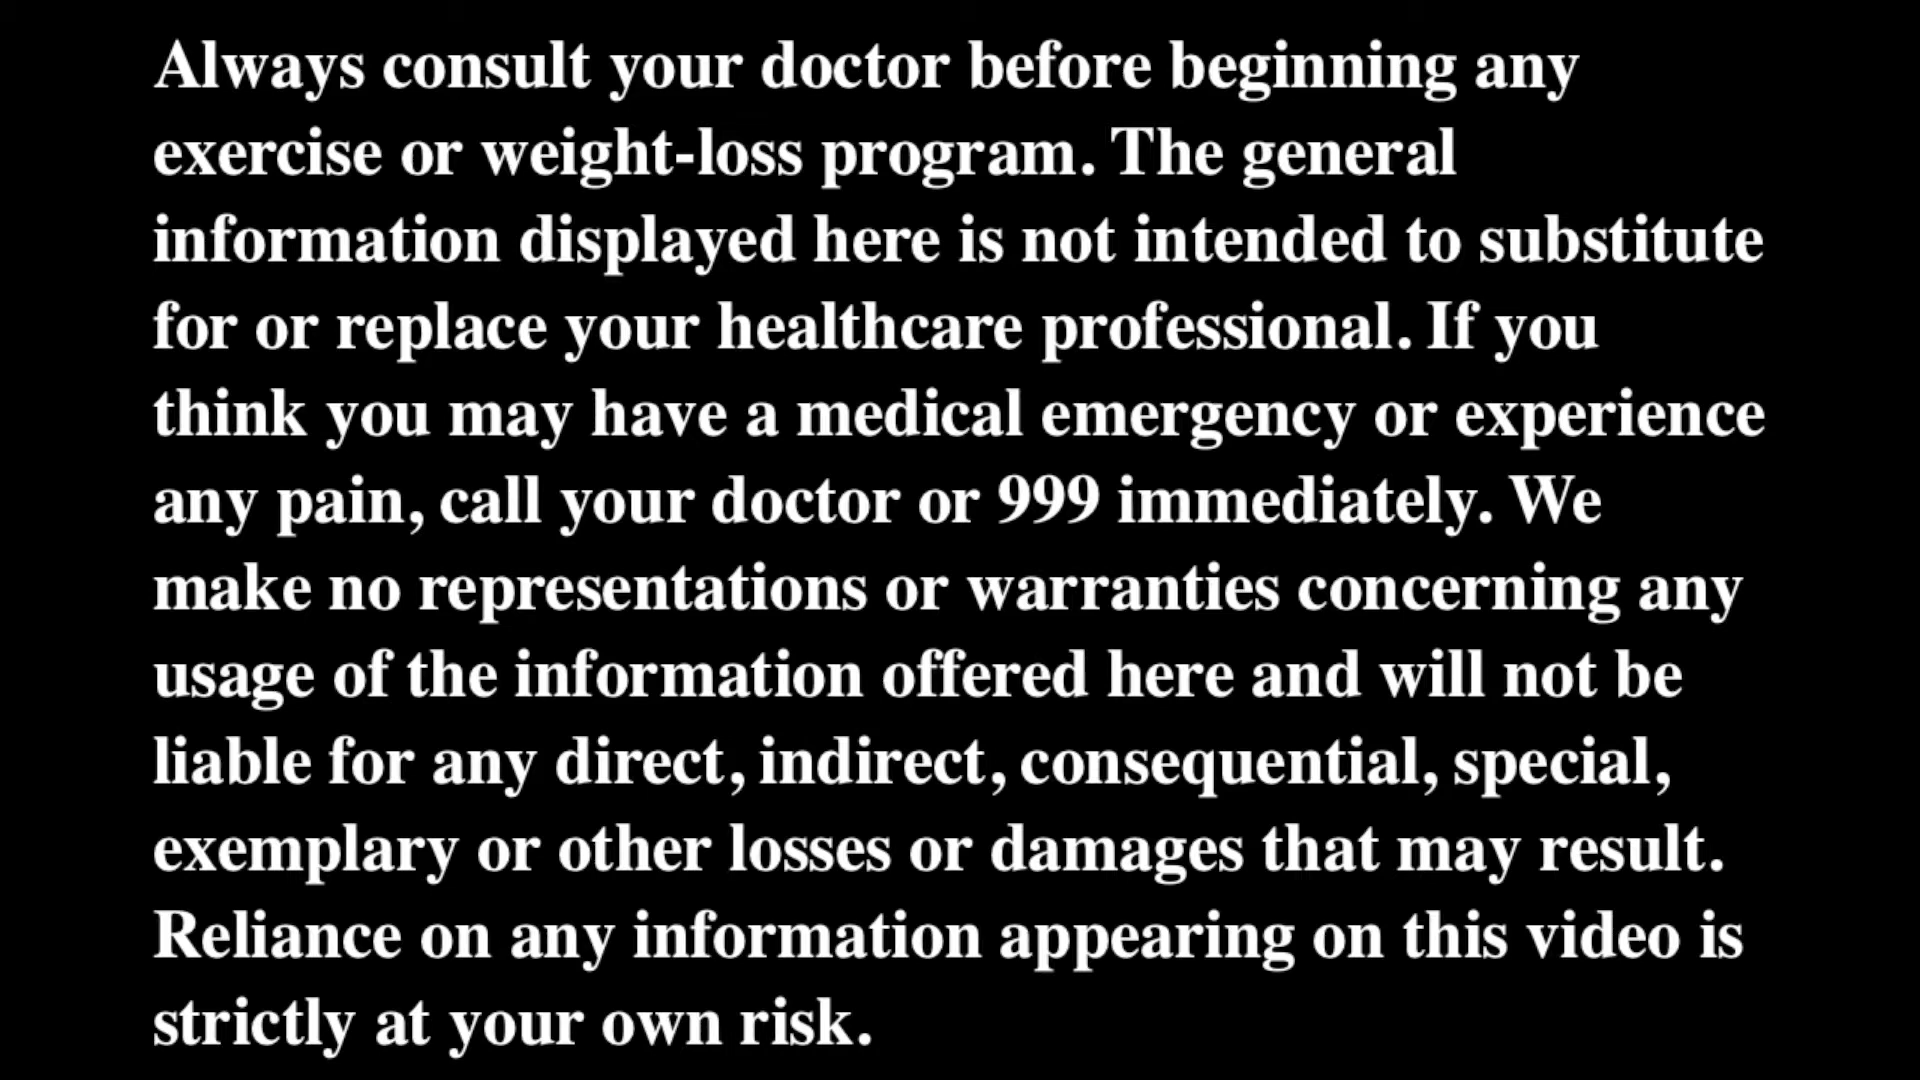 Always consult your doctor before beginning any
exercise or weight-loss program. The general
information displayed here is not intended to substitute
for or replace your healthcare professional. If you
think you may have a medical emergency or experience
any pain, call your doctor or 999 immediately. We
make no representations or warranties concerning any
usage of the information offered here and will not be
liable for any direct, indirect, consequential, special,
exemplary or other losses or damages that may result.
Reliance on any information appearing on this video is
strictly at your own risk.